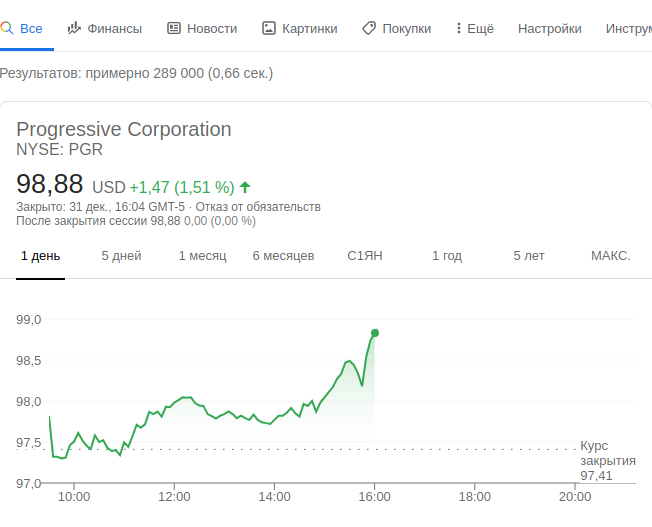 Все Финансы Новости Картинки Покупки Ещё Настройки
Результатов: примерно 289 000 (0,66 сек.)
Progressive Corporation
NYSE: PGR
98,88 USD +1,47 (1,51 %)
Закрыто: 31 дек., 16:04 GMT-5 · Отказ от обязательств
После закрытия сессии 98,88 0,00 (0,00 %)
1 день 5 дней 1 месяц 6 месяцев С1ЯН 1 год 5 лет МАКС.
99,0
98,5
98,0
97,5
97,0
Курс
закрытия
97,41
10:00 12:00 14:00 16:00 18:00 20:00